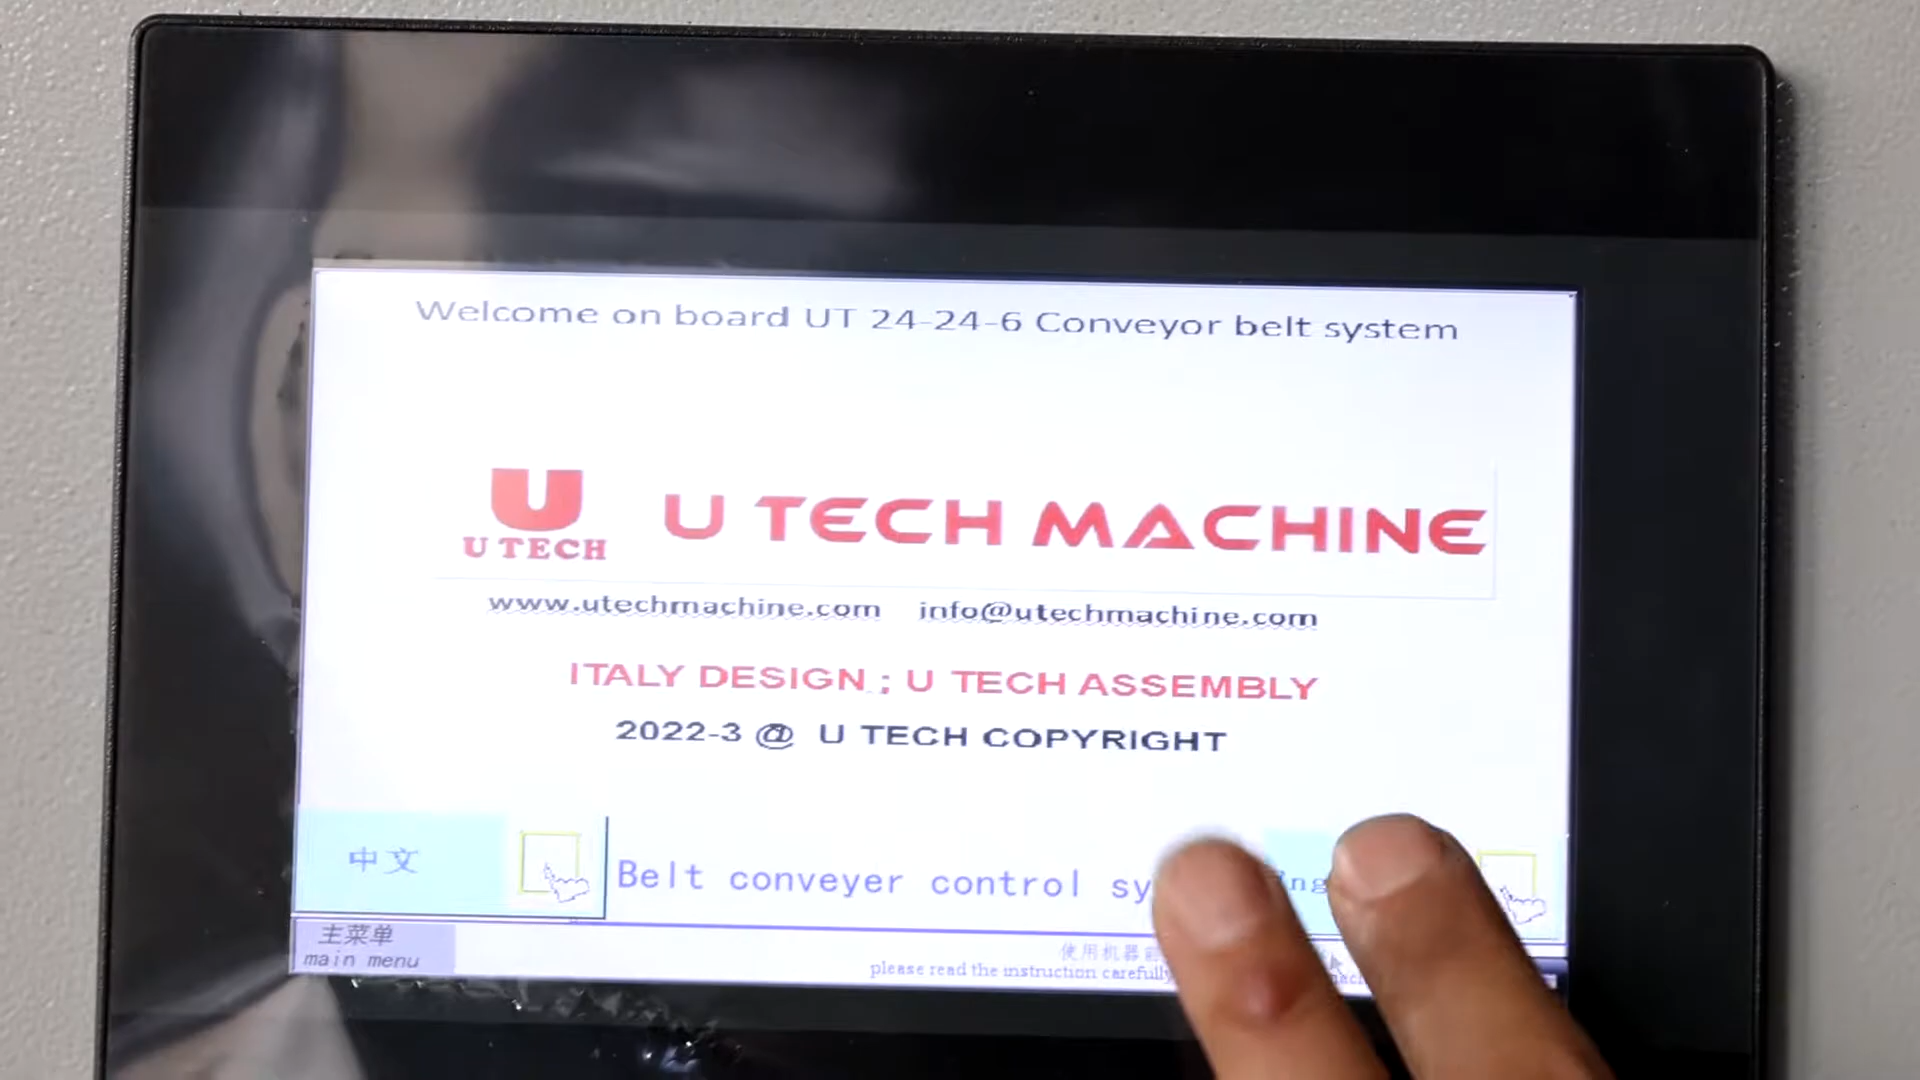 Welcome on board UT 24-24-6 Conveyor belt system
U TECH
U TECH MACHINE
www.utechmachine.com info@utechmachine.com
ITALY DESIGN ; U TECH ASSEMBLY
2022-3 @ U TECH COPYRIGHT
中文
Belt conveyer control
主菜单
main menu
使用机器前
please read the instruction carefully